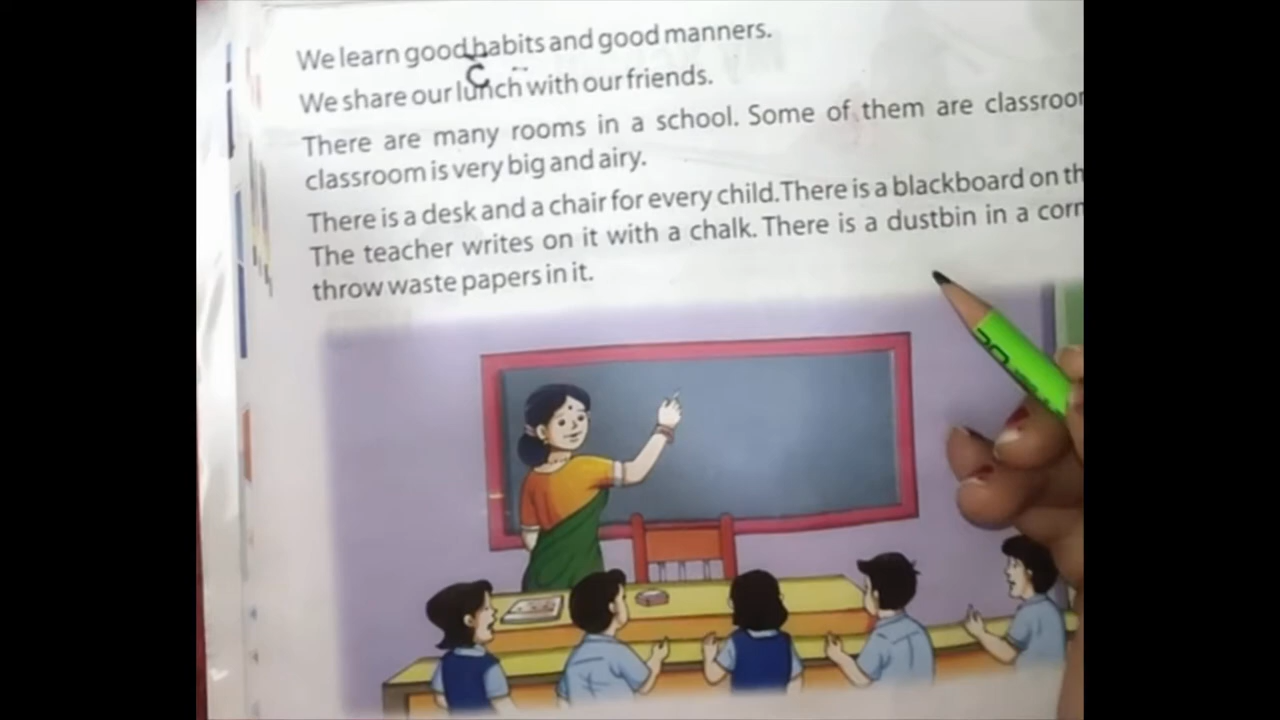 We learn good habits and good manners.
We share our lunch with our friends.
There are many rooms in a school. Some of them are
classroom is very big and airy.
There is a desk and a chair for every child. There is a blackboard on
The teacher writes on it with a chalk. There is a dustbin in a
throw waste papers in it.